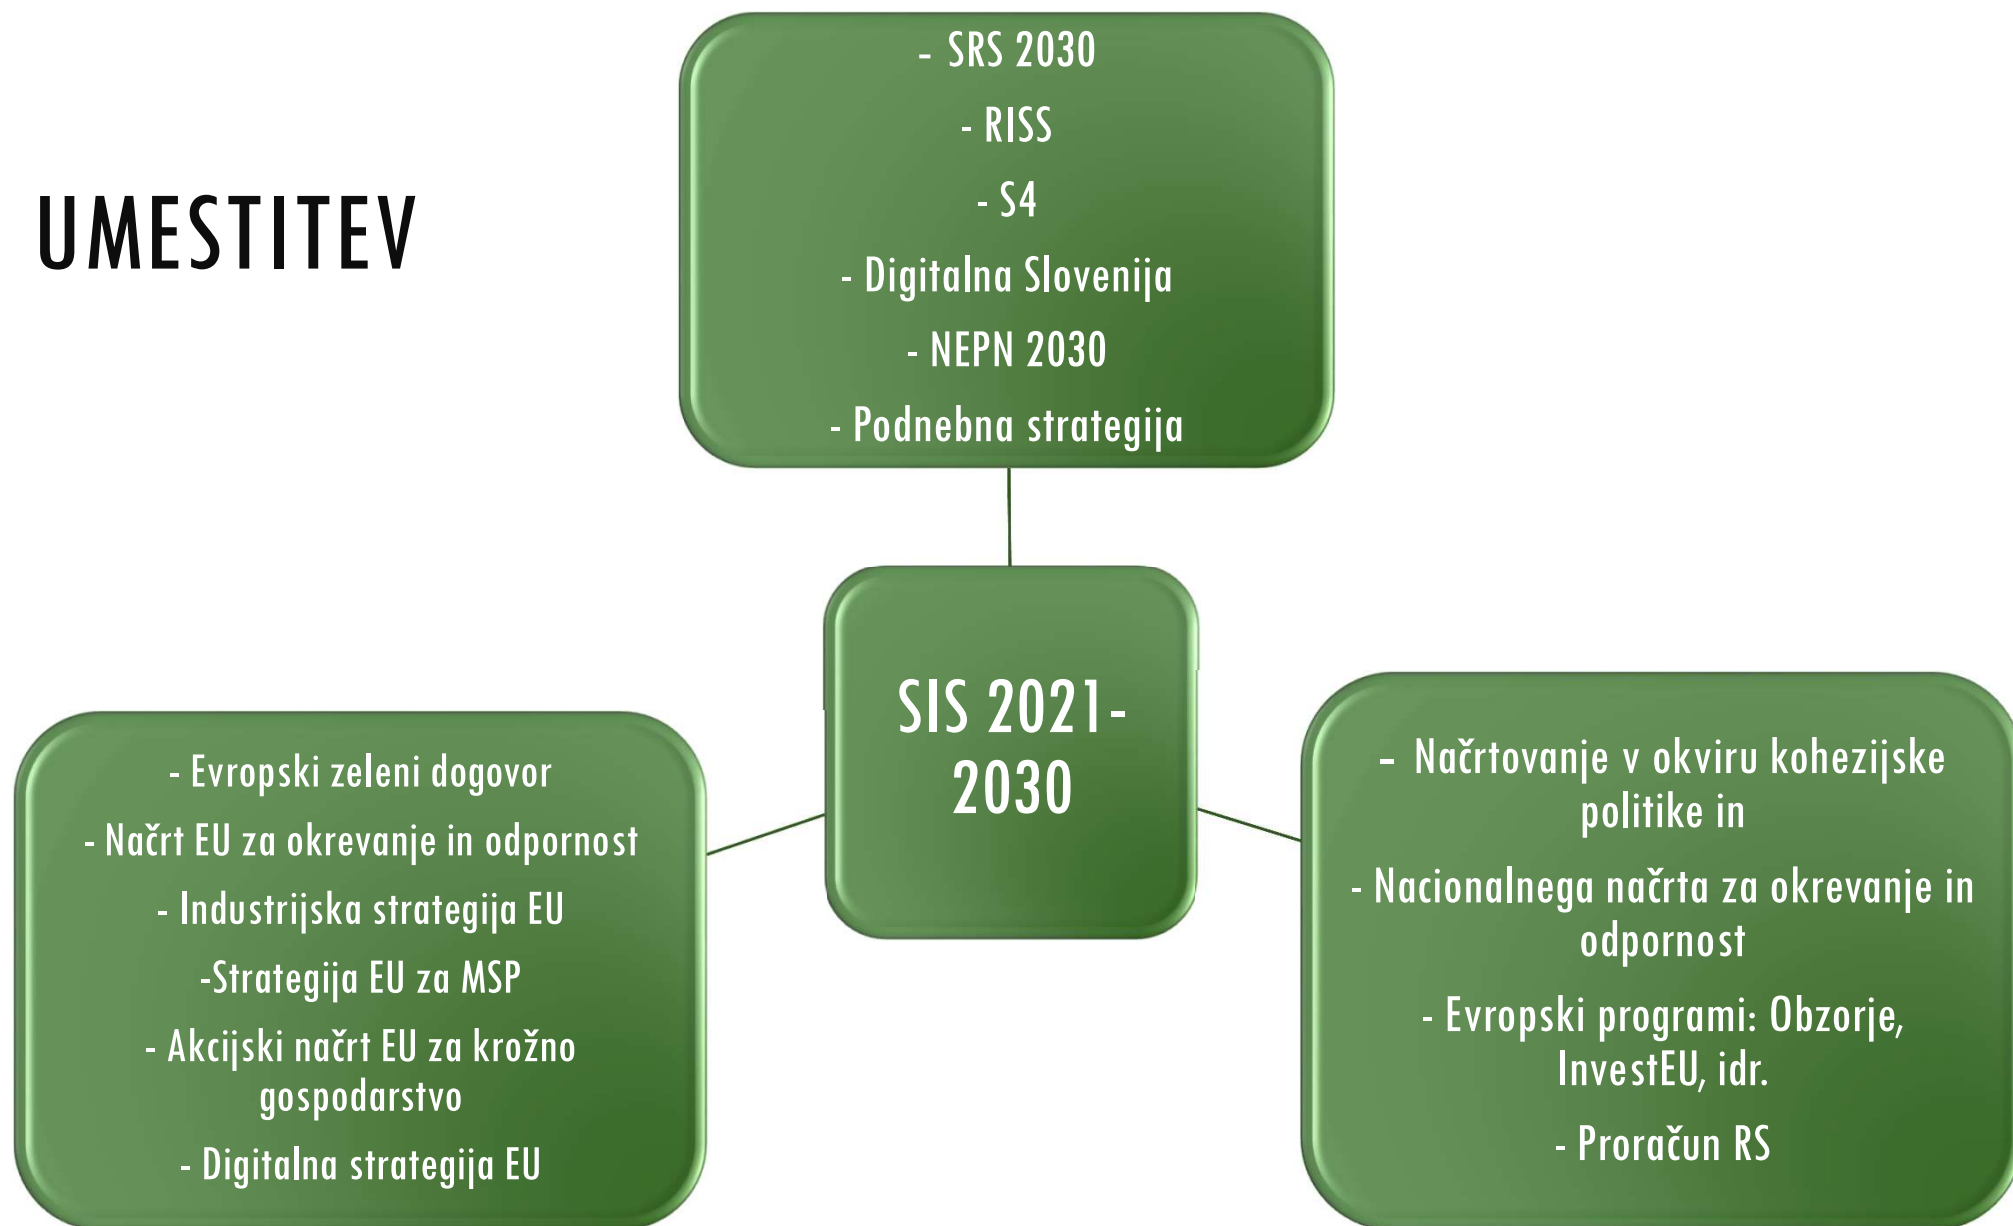 UMESTITEV
- SRS 2030
- RISS
- S4
- Digitalna Slovenija
- NEPN 2030
- Podnebna strategija
SIS 2021-
2030
- Evropski zeleni dogovor
- Načrt EU za okrevanje in odpornost
- Industrijska strategija EU
-Strategija EU za MSP
- Akcijski načrt EU za krožno
gospodarstvo
- Digitalna strategija EU
- Načrtovanje v okviru kohezijske
politike in
- Nacionalnega načrta za okrevanje in
odpornost
- Evropski programi: Obzorje,
InvestEU, idr.
- Proračun RS